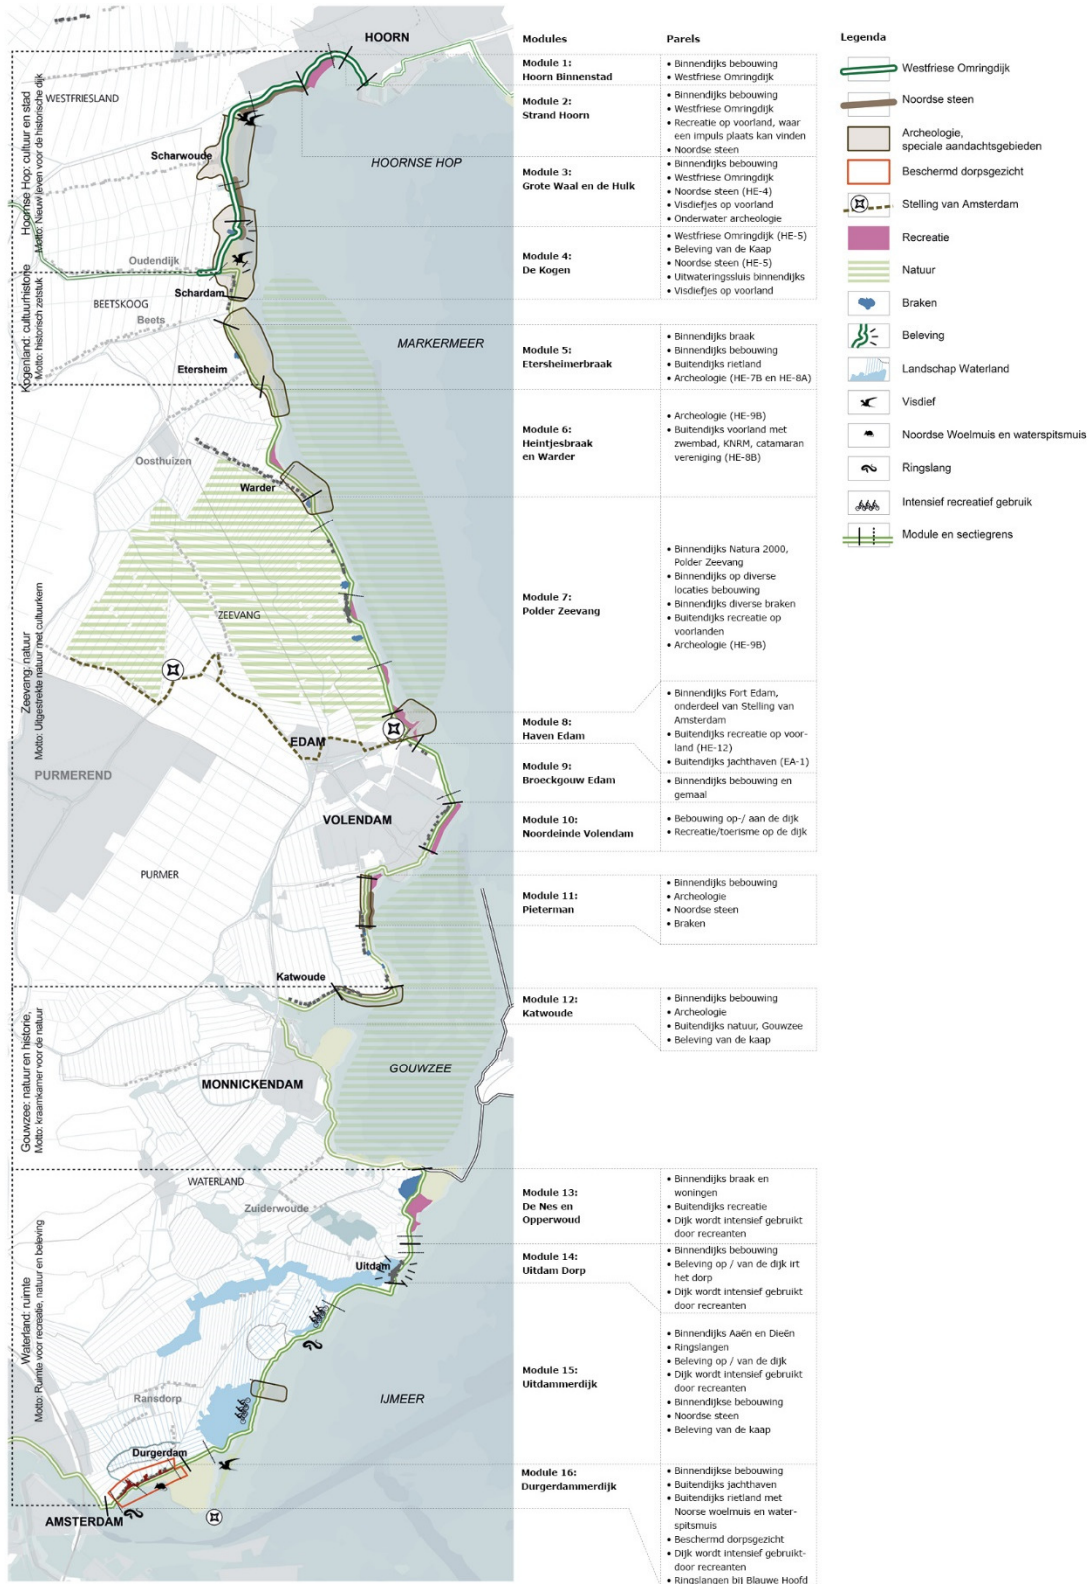 HOORN
WESTFRIESLAND
Scharwoude
HOORNSE HOP
Oudendijk
Schardam
BEETSKOOG
Beets
MARKERMEER
Etersheim
Oosthuizen
Warder
ZEEVANG
EDAM
PURMEREND
VOLENDAM
PURMER
Katwoude
GOUWZEE
MONNICKENDAM
WATERLAND
Zuiderwoude
Uitdam
Ransdorp
IJMEER
Durgerdam
AMSTERDAM
Hoornse Hop: cultuur en stad
Motto: Nieuw leven voor de historische dijk
Kogenland: cultuurhistorie
Motto: historisch zetstuk
Zeevang: natuur
Motto: Uitgestrekte natuur met cultuurkern
Gouwzee: natuur en historie,
Motto: kraamkamer voor de natuur
Waterland: ruimte
Motto: Ruimte voor recreatie, natuur en beleving
Modules
Parels
Module 1:
Hoorn Binnenstad
• Binnendijks bebouwing
• Westfriese Omringdijk
Module 2:
Strand Hoorn
• Binnendijks bebouwing
• Westfriese Omringdijk
• Recreatie op voorland, waar
een impuls plaats kan vinden
• Noordse steen
Module 3:
Grote Waal en de Hulk
• Binnendijks bebouwing
• Westfriese Omringdijk
• Noordse steen (HE-4)
• Visdiefjes op voorland
• Onderwater archeologie
Module 4:
De Kogen
• Westfriese Omringdijk (HE-5)
• Beleving van de Kaap
• Noordse steen (HE-5)
• Uitwateringssluis binnendijks
• Visdiefjes op voorland
Module 5:
Etersheimerbraak
• Binnendijks braak
• Binnendijks bebouwing
• Buitendijks rietland
• Archeologie (HE-7B en HE-8A)
Module 6:
Heintjesbraak
en Warder
• Archeologie (HE-9B)
• Buitendijks voorland met
zwembad, KNRM, catamaran
vereniging (HE-8B)
Module 7:
Polder Zeevang
• Binnendijks Natura 2000,
Polder Zeevang
• Binnendijks op diverse
locaties bebouwing
• Binnendijks diverse braken
• Buitendijks recreatie op
voorlanden
• Archeologie (HE-9B)
Module 8:
Haven Edam
• Binnendijks Fort Edam,
onderdeel van Stelling van
Amsterdam
• Buitendijks recreatie op voor-
land (HE-12)
• Buitendijks jachthaven (EA-1)
Module 9:
Broeckgouw Edam
• Binnendijks bebouwing en
gemaal
Module 10:
Noordeinde Volendam
• Bebouwing op-/ aan de dijk
• Recreatie/toerisme op de dijk
Module 11:
Pieterman
• Binnendijks bebouwing
• Archeologie
• Noordse steen
• Braken
Module 12:
Katwoude
• Binnendijks bebouwing
• Archeologie
• Buitendijks natuur, Gouwzee
• Beleving van de kaap
Module 13:
De Nes en
Opperwoud
• Binnendijks braak en
woningen
• Buitendijks recreatie
• Dijk wordt intensief gebruikt
door recreanten
Module 14:
Uitdam Dorp
• Binnendijks bebouwing
• Beleving op / van de dijk irt
het dorp
• Dijk wordt intensief gebruikt
door recreanten
Module 15:
Uitdammerdijk
• Binnendijks Aaën en Dieën
• Ringslangen
• Beleving op / van de dijk
• Dijk wordt intensief gebruikt
door recreanten
• Binnendijkse bebouwing
• Noordse steen
• Beleving van de kaap
Module 16:
Durgerdammerdijk
• Binnendijkse bebouwing
• Buitendijks jachthaven
• Buitendijks rietland met
Noorse woelmuis en water-
spitsmuis
• Beschermd dorpsgezicht
• Dijk wordt intensief gebruikt-
door recreanten
• Ringslangen bij Blauwe Hoofd
Legenda
Westfriese Omringdijk
Noordse steen
Archeologie,
speciale aandachtsgebieden
Beschermd dorpsgezicht
Stelling van Amsterdam
Recreatie
Natuur
Braken
Beleving
Landschap Waterland
Visdief
Noordse Woelmuis en waterspitsmuis
Ringslang
Intensief recreatief gebruik
Module en sectiegrens